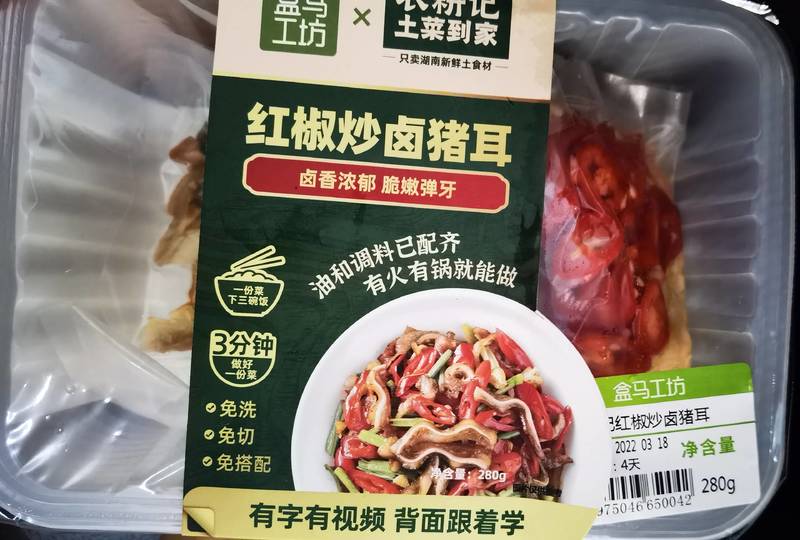 盒马
工坊
×
农耕记
土菜到家
只卖湖南新鲜土食材
红椒炒卤猪耳
卤香浓郁 脆嫩弹牙
油和调料已配齐
有火有锅就能做
一份菜
下三碗饭
3分钟
做好
一份菜
免洗
免切
免搭配
净含量：280g
有字有视频 背面跟着学
盒马工坊
红椒炒卤猪耳
2022 03 18
净含量
：4天
280g
975046 650042